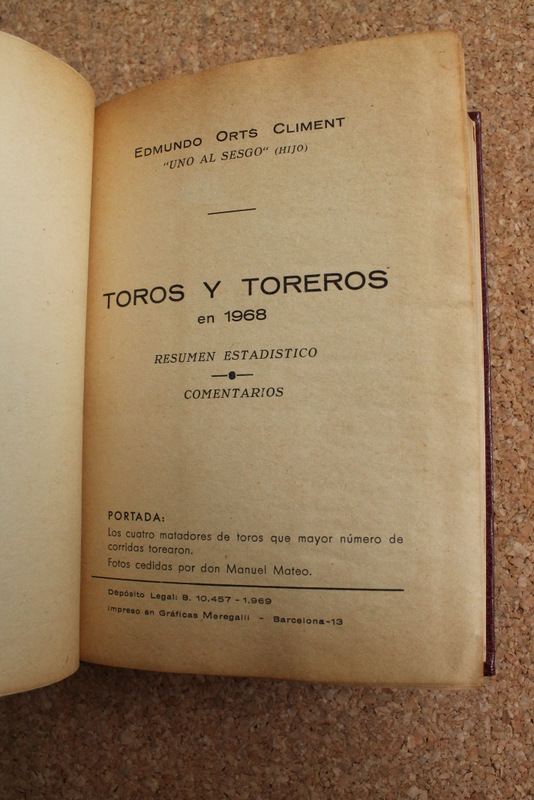 EDMUNDO ORTS CLIMENT
"UNO AL SESGO" (HIJO)
TOROS Y TOREROS
en 1968
RESUMEN ESTADISTICO
COMENTARIOS
PORTADA:
Los cuatro matadores de toros que mayor número de
corridas torearon.
Fotos cedidas por don Manuel Mateo.
Depósito Legal: B. 10.457 - 1.969
Impreso en Gráficas Meregalli - Barcelona-13